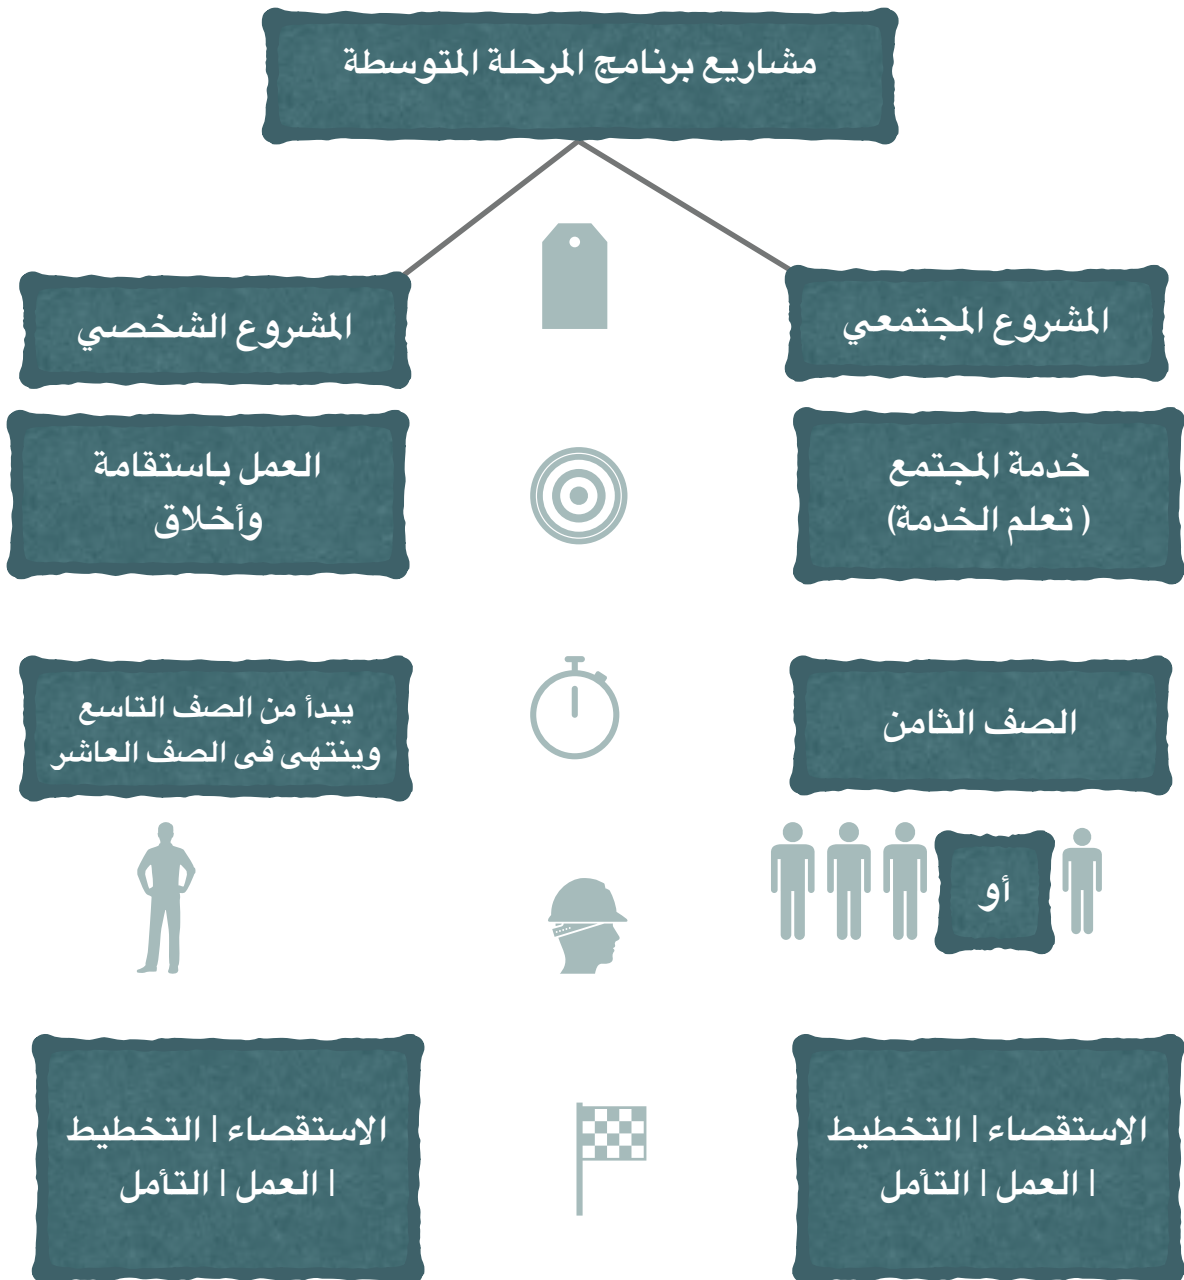 مشاريع برنامج المرحلة المتوسطة
المشروع المجتمعي
المشروع الشخصي
خدمة المجتمع
( تعلم الخدمة)
العمل باستقامة
وأخلاق
الصف الثامن
يبدأ من الصف التاسع
وينتهى فى الصف العاشر
أو
الاستقصاء | التخطيط
| العمل | التأمل
الاستقصاء | التخطيط
| العمل | التأمل